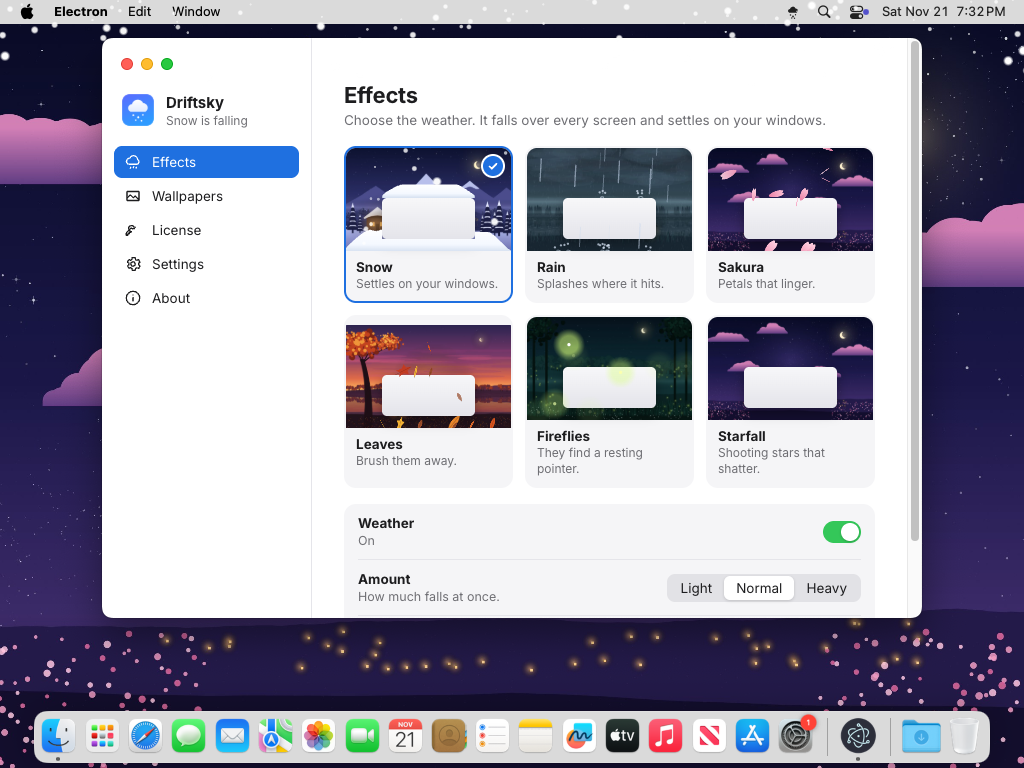 Electron Edit Window Sat Nov 21 7:32 PM
Driftsky
Snow is falling
Effects
Wallpapers
License
Settings
About
Effects
Choose the weather. It falls over every screen and settles on your windows.
Snow
Settles on your windows.
Rain
Splashes where it hits.
Sakura
Petals that linger.
Leaves
Brush them away.
Fireflies
They find a resting
pointer.
Starfall
Shooting stars that
shatter.
Weather
On
Amount
How much falls at once.
Light Normal Heavy
NOV
21
tv
1